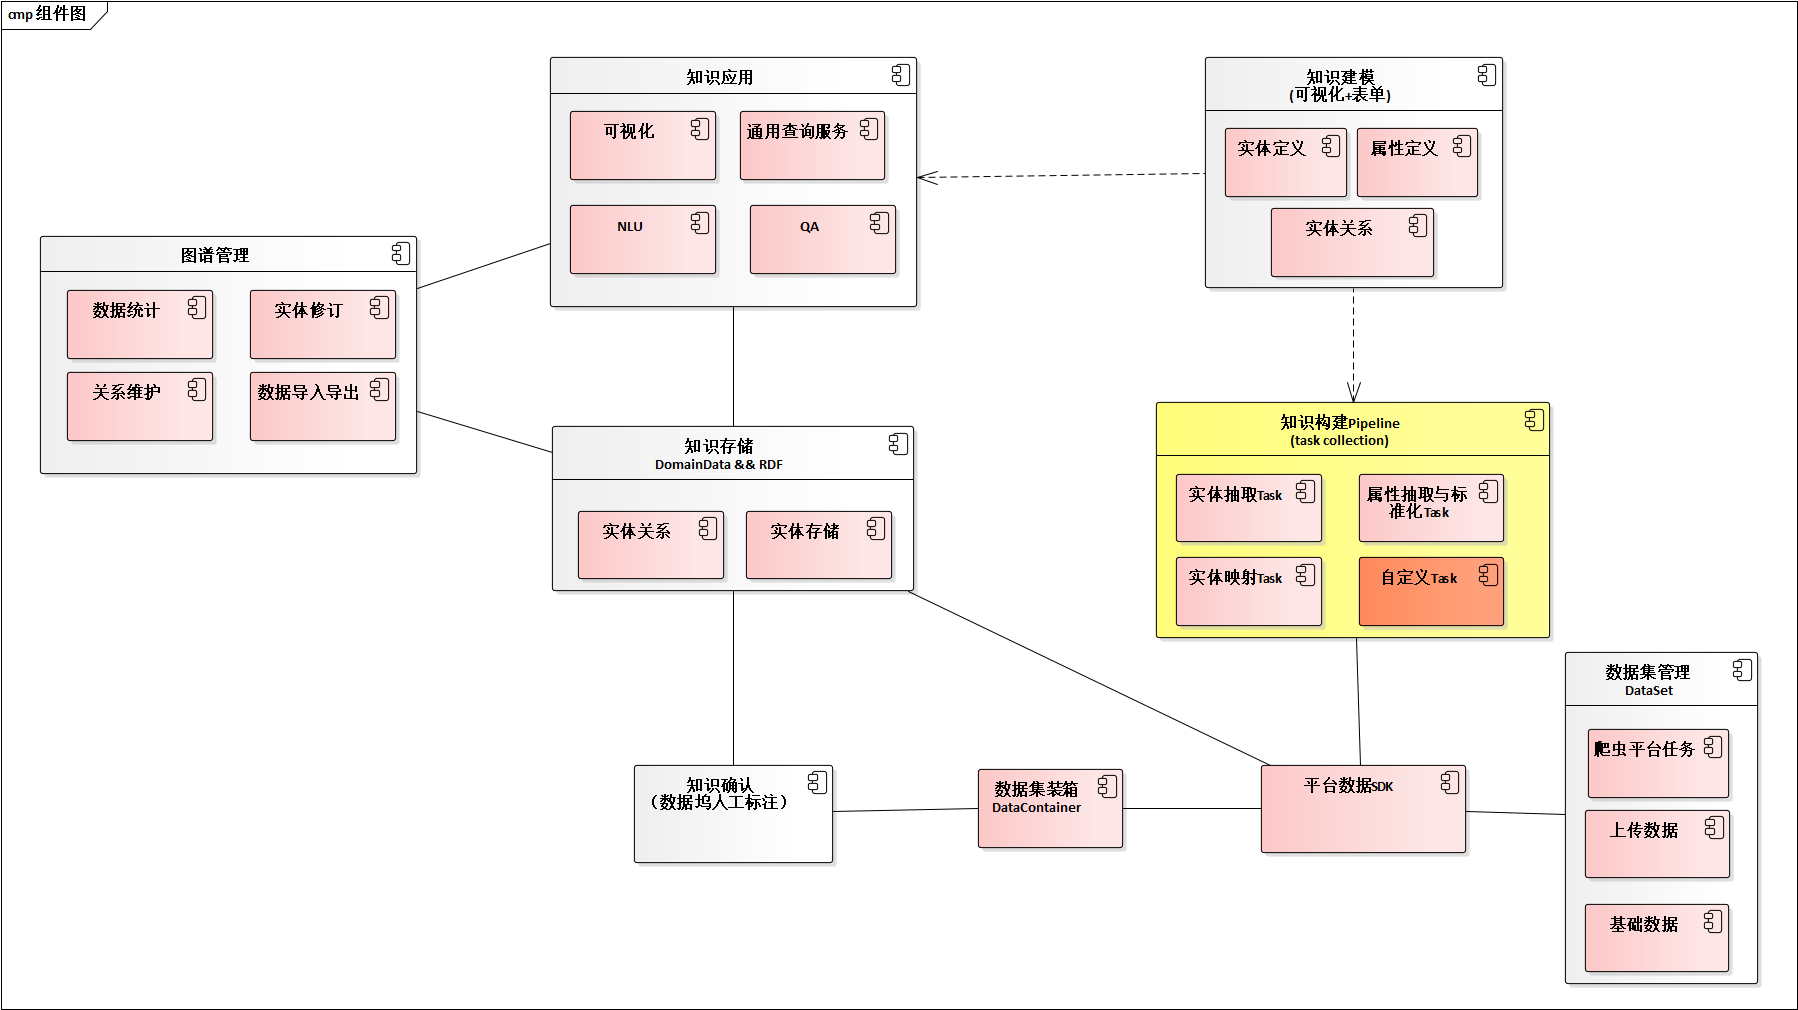 cmp 组件图
知识应用
可视化
通用查询服务
NLU
QA
知识建模
(可视化+表单)
实体定义
属性定义
实体关系
图谱管理
数据统计
实体修订
关系维护
数据导入导出
知识存储
DomainData && RDF
实体关系
实体存储
知识构建Pipeline
(task collection)
实体抽取Task
属性抽取与标
准化Task
实体映射Task
自定义Task
数据集管理
DataSet
爬虫平台任务
上传数据
基础数据
知识确认
（数据坞人工标注）
数据集装箱
DataContainer
平台数据SDK